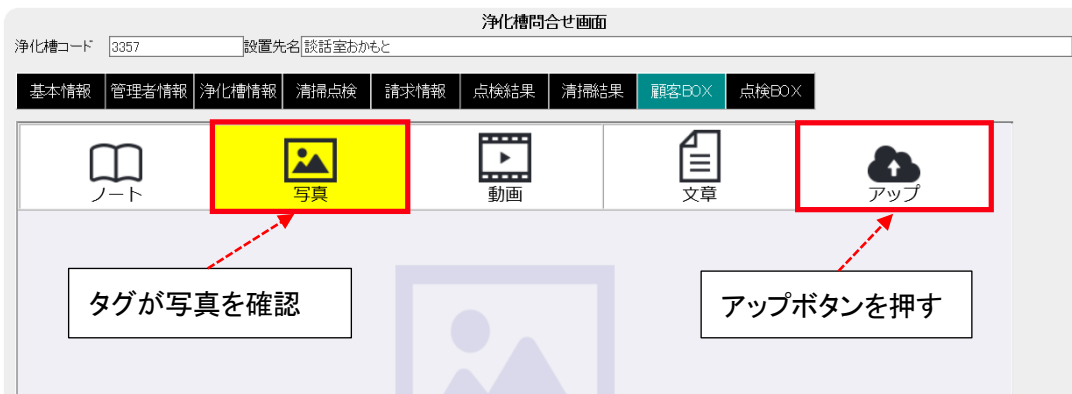 浄化槽問合せ画面
浄化槽コード 3357 設置先名 談話室おかもと
基本情報 管理者情報 浄化槽情報 清掃点検 請求情報 点検結果 清掃結果 顧客BOX 点検BOX
ノート 写真 動画 文章 アップ
タグが写真を確認 アップボタンを押す